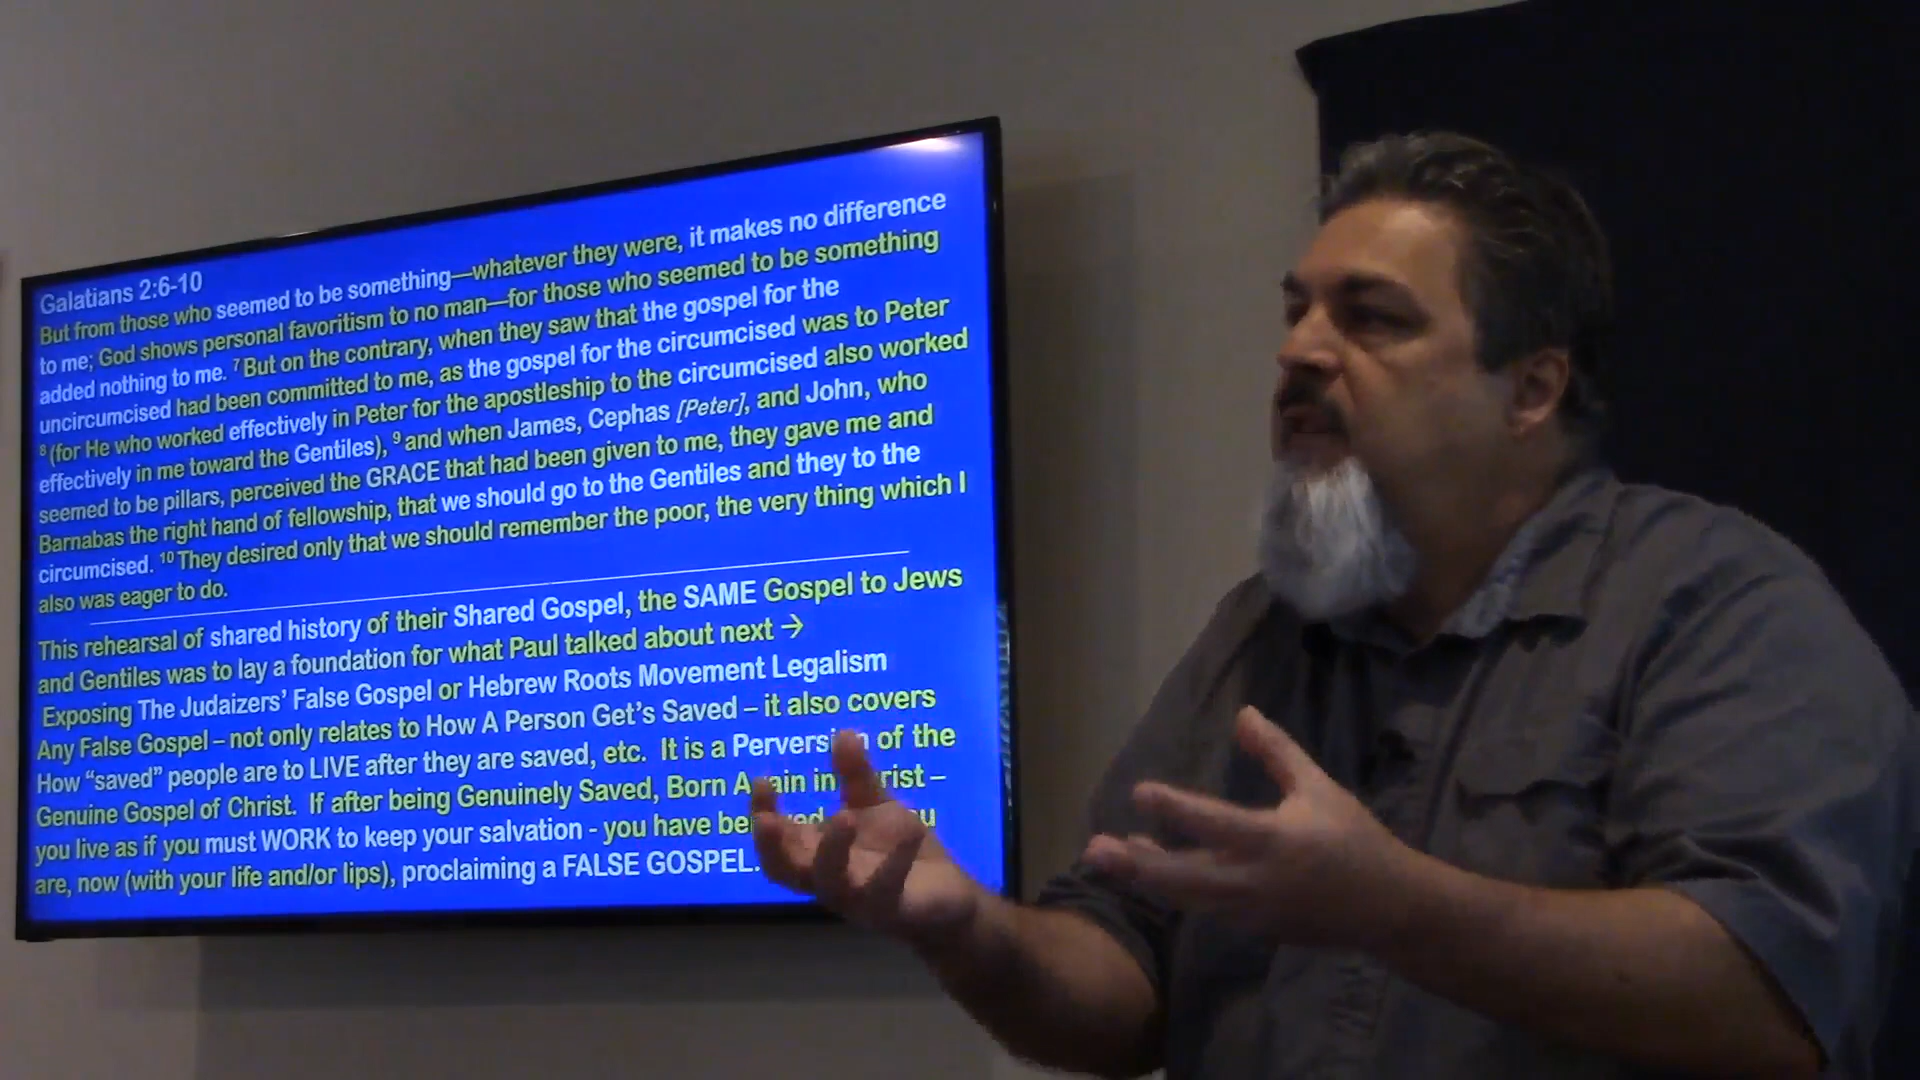 Galatians 2:6-10
But from those who seemed to be something—whatever they were, it makes no difference
to me; God shows personal favoritism to no man—for those who seemed to be something
added nothing to me. 7 But on the contrary, when they saw that the gospel for the
uncircumcised had been committed to me, as the gospel for the circumcised was to Peter
8 (for He who worked effectively in Peter for the apostleship to the circumcised also worked
effectively in me toward the Gentiles), 9 and when James, Cephas [Peter], and John, who
seemed to be pillars, perceived the GRACE that had been given to me, they gave me and
Barnabas the right hand of fellowship, that we should go to the Gentiles and they to the
circumcised. 10 They desired only that we should remember the poor, the very thing which I
also was eager to do.
This rehearsal of shared history of their Shared Gospel, the SAME Gospel to Jews
and Gentiles was to lay a foundation for what Paul talked about next →
Exposing The Judaizers' False Gospel or Hebrew Roots Movement Legalism
Any False Gospel – not only relates to How A Person Get's Saved – it also covers
How "saved" people are to LIVE after they are saved, etc. It is a of the
Genuine Gospel of Christ. If after being Genuinely Saved, Born in –
you live as if you must WORK to keep your salvation - you have
are, now (with your life and/or lips), proclaiming a FALSE GOSPEL.